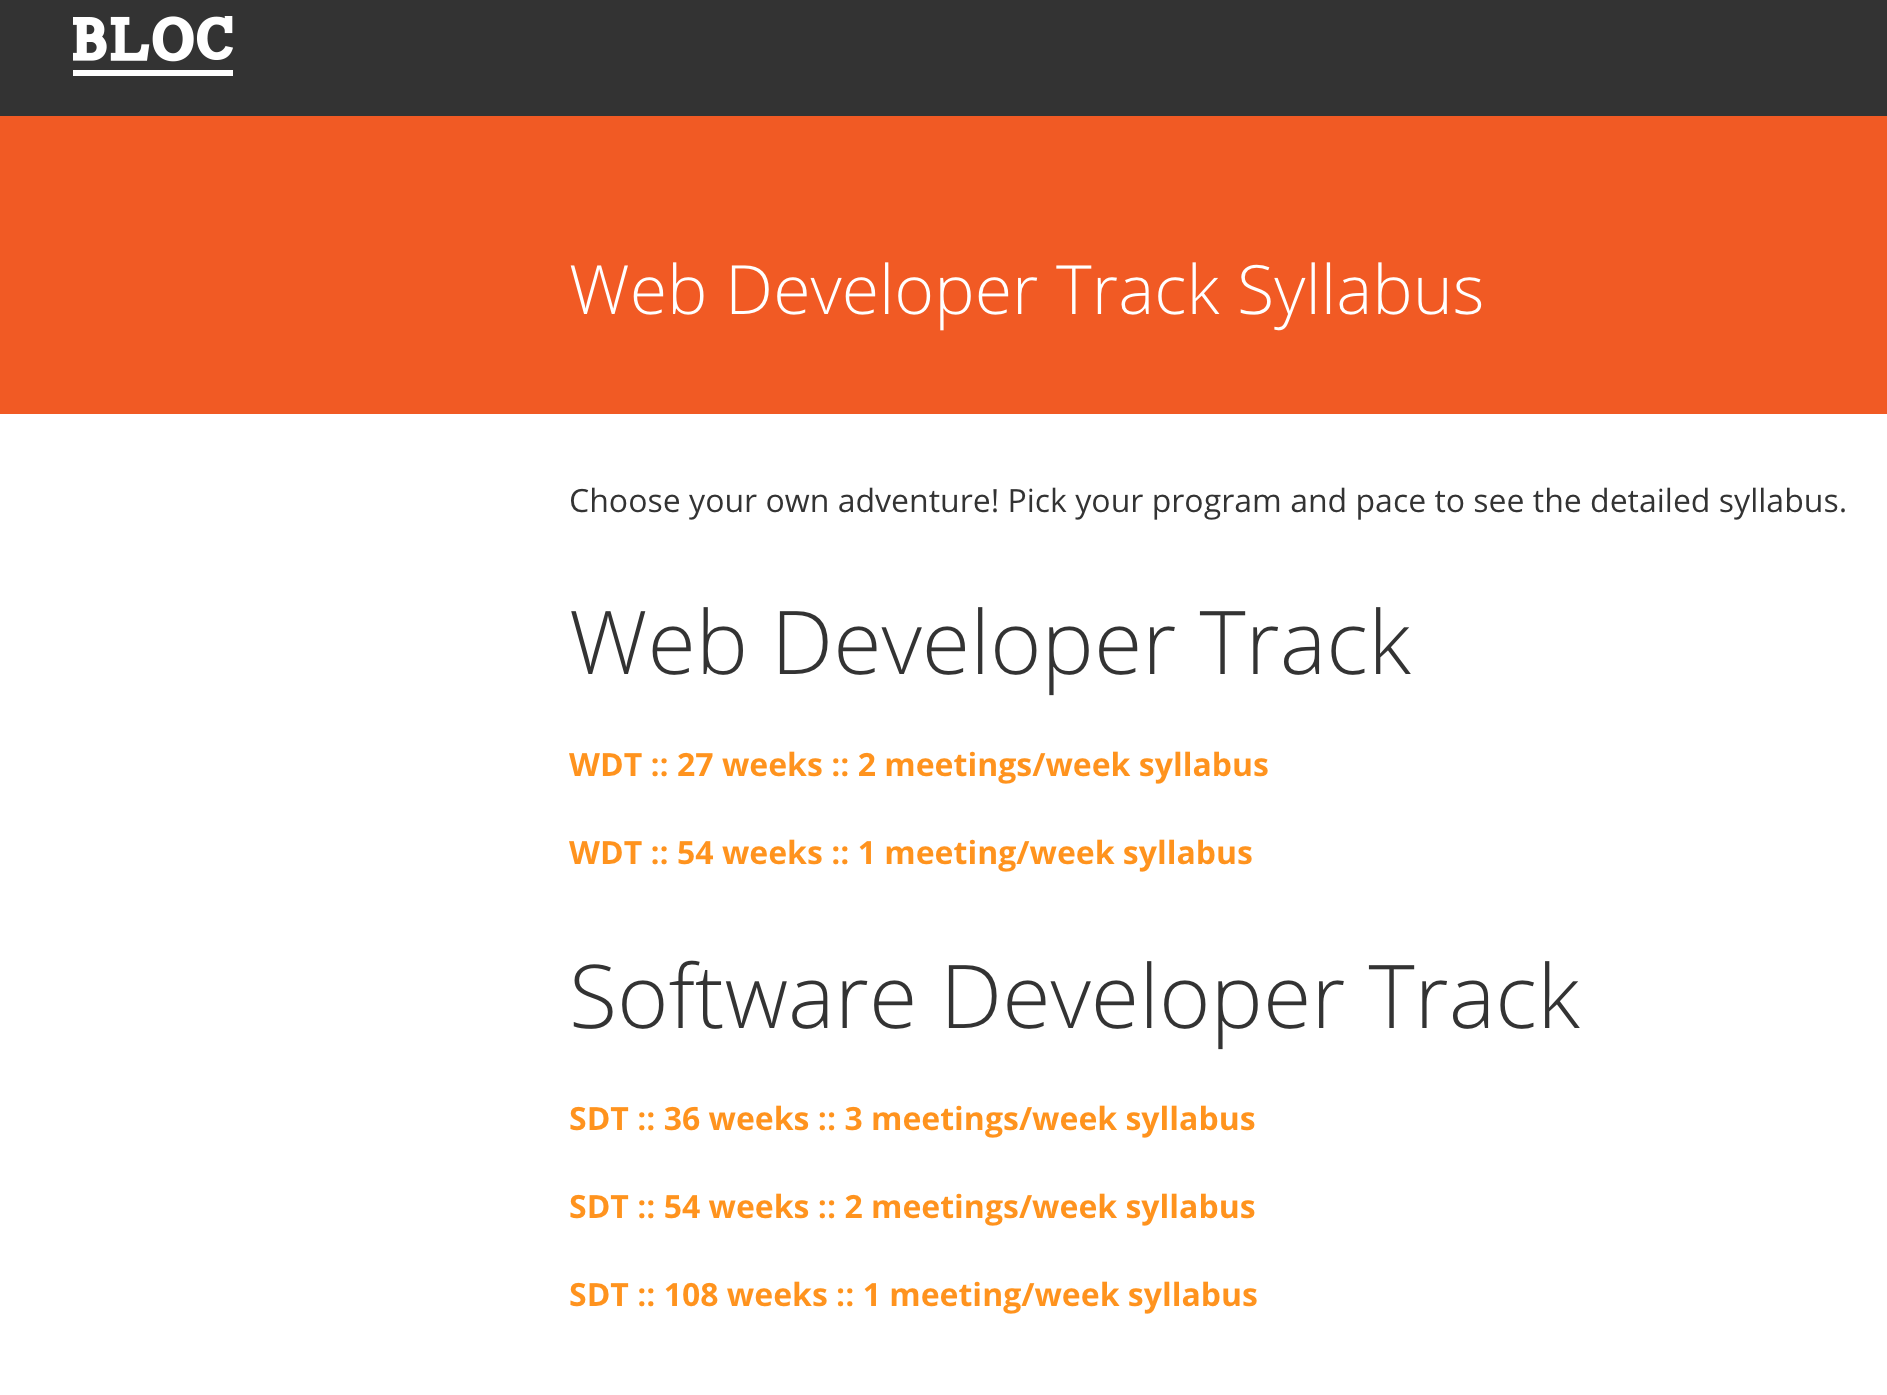 BLOC
Web Developer Track Syllabus
Choose your own adventure! Pick your program and pace to see the detailed syllabus.
Web Developer Track
WDT :: 27 weeks :: 2 meetings/week syllabus
WDT :: 54 weeks :: 1 meeting/week syllabus
Software Developer Track
SDT :: 36 weeks :: 3 meetings/week syllabus
SDT :: 54 weeks :: 2 meetings/week syllabus
SDT :: 108 weeks :: 1 meeting/week syllabus